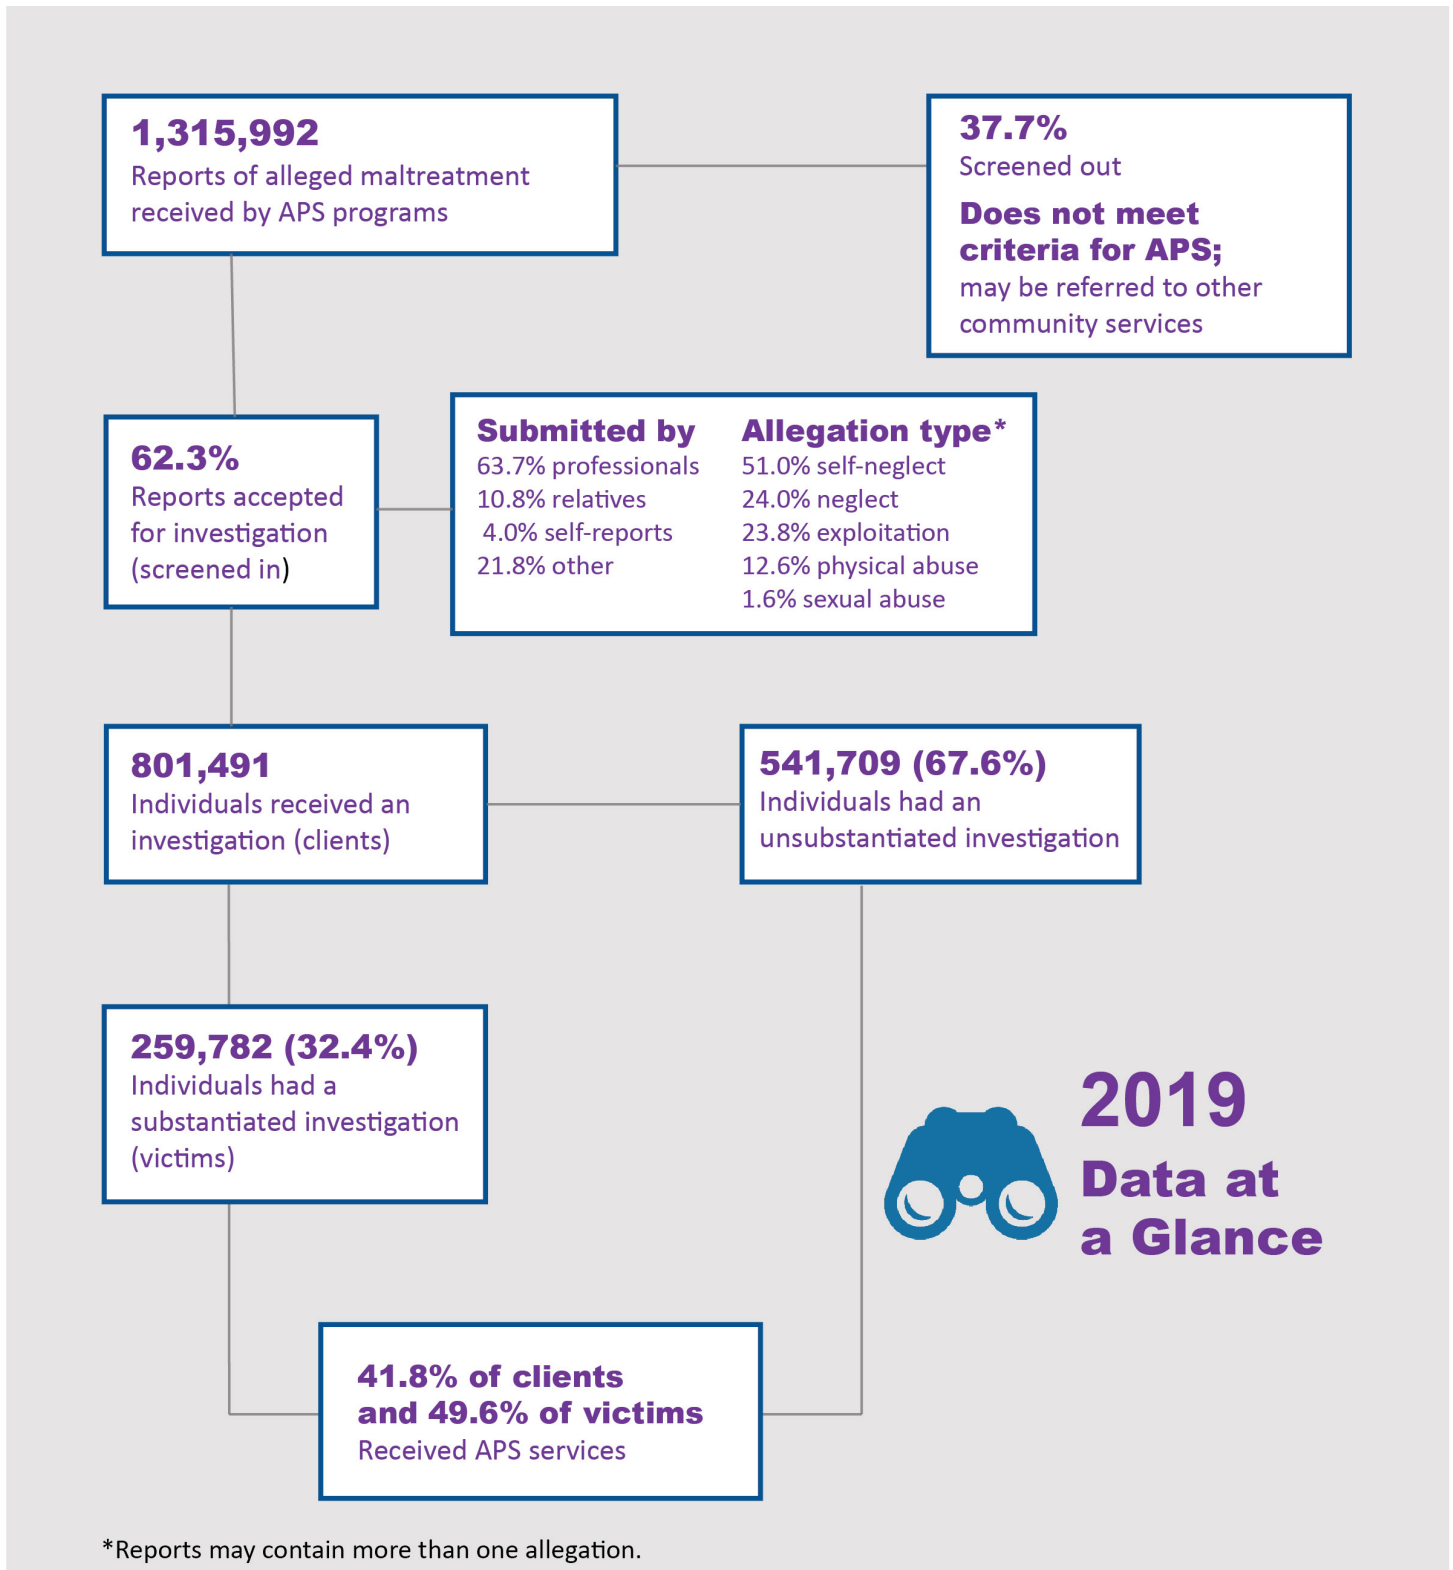 1,315,992
Reports of alleged maltreatment
received by APS programs
37.7%
Screened out
Does not meet
criteria for APS;
may be referred to other
community services
62.3%
Reports accepted
for investigation
(screened in)
Submitted by
63.7% professionals
10.8% relatives
4.0% self-reports
21.8% other
Allegation type*
51.0% self-neglect
24.0% neglect
23.8% exploitation
12.6% physical abuse
1.6% sexual abuse
801,491
Individuals received an
investigation (clients)
541,709 (67.6%)
Individuals had an
unsubstantiated investigation
259,782 (32.4%)
Individuals had a
substantiated investigation
(victims)
2019
Data at
a Glance
41.8% of clients
and 49.6% of victims
Received APS services
*Reports may contain more than one allegation.